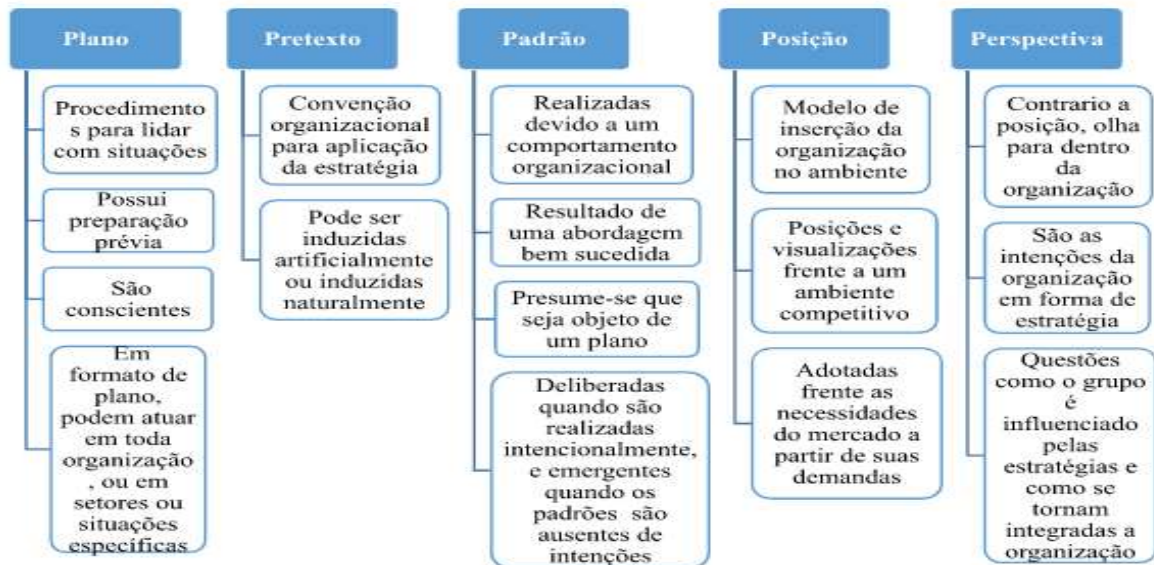 Plano
Procedimento
s para lidar
com situações
Possui
preparação
prévia
São
conscientes
Em
formato de
plano,
podem atuar
em toda
organização
, ou em
setores ou
situações
específicas
Pretexto
Convenção
organizacional
para aplicação
da estratégia
Pode ser
induzidas
artificialmente
ou induzidas
naturalmente
Padrão
Realizadas
devido a um
comportamento
organizacional
Resultado de
uma abordagem
bem sucedida
Presume-se que
seja objeto de
um plano
Deliberadas
quando são
realizadas
intencionalmente,
e emergentes
quando os
padrões são
ausentes de
intenções
Posição
Modelo de
inserção da
organização
no ambiente
Posições e
visualizações
frente a um
ambiente
competitivo
Adotadas
frente as
necessidades
do mercado a
partir de suas
demandas
Perspectiva
Contrario a
posição, olha
para dentro
da
organização
São as
intenções da
organização
em forma de
estratégia
Questões
como o grupo
é
influenciado
pelas
estratégias e
como se
tornam
integradas a
organização